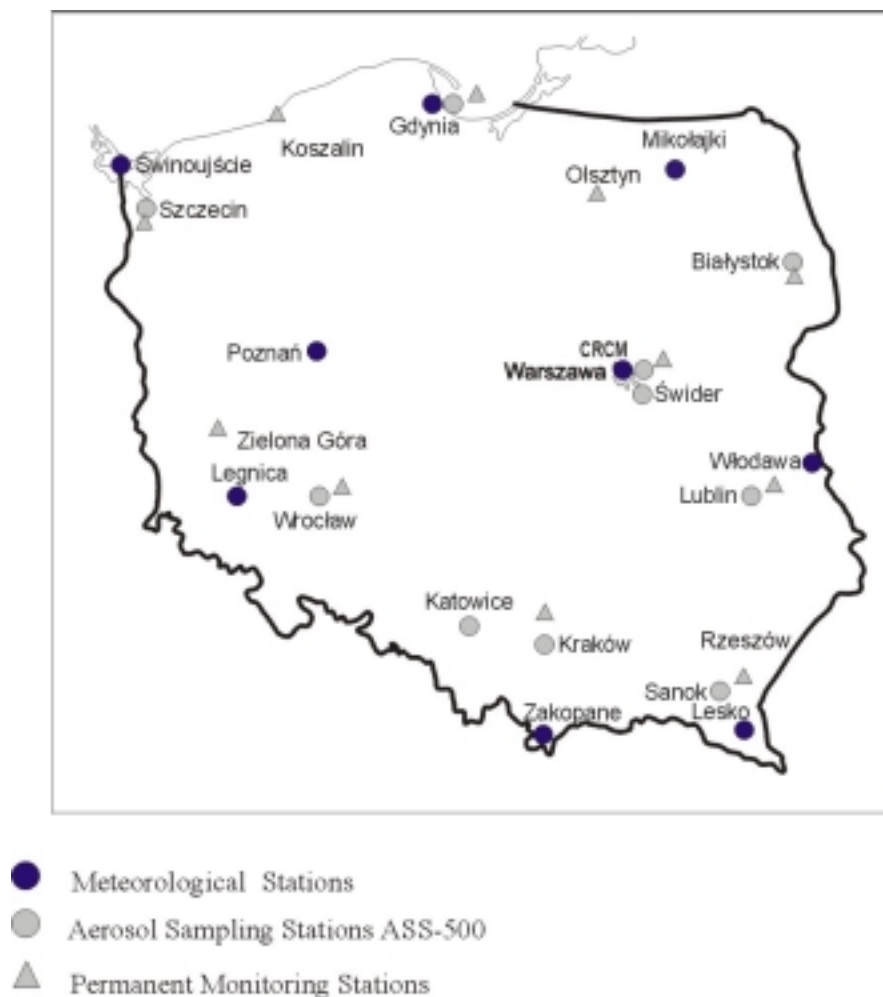 Gdynia
Koszalin
Mikołajki
Świnoujście
Olsztyn
Szczecin
Białystok
CRCM
Poznań
Warszawa
Świder
Zielona Góra
Legnica
Włodawa
Lublin
Wrocław
Katowice
Rzeszów
Kraków
Sanok
Zakopane
Lesko
Meteorological Stations
Aerosol Sampling Stations ASS-500
Permanent Monitoring Stations